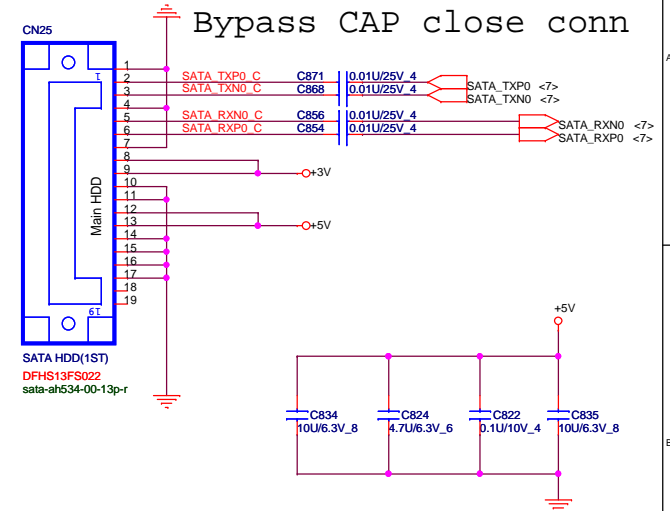 Bypass CAP close conn
CN25
1
1
2
3
4
5
6
7
8
9
10
11
12
13
14
15
16
17
18
19
19
Main HDD
SATA_TXP0_C C871 0.01U/25V_4 SATA_TXP0 <7>
SATA_TXN0_C C868 0.01U/25V_4 SATA_TXN0 <7>
SATA_RXN0_C C856 0.01U/25V_4 SATA_RXN0 <7>
SATA_RXP0_C C854 0.01U/25V_4 SATA_RXP0 <7>
+3V
+5V
SATA HDD(1ST)
DFHS13FS022
sata-ah534-00-13p-r
+5V
C834 C824 C822 C835
10U/6.3V_8 4.7U/6.3V_6 0.1U/10V_4 10U/6.3V_8
A